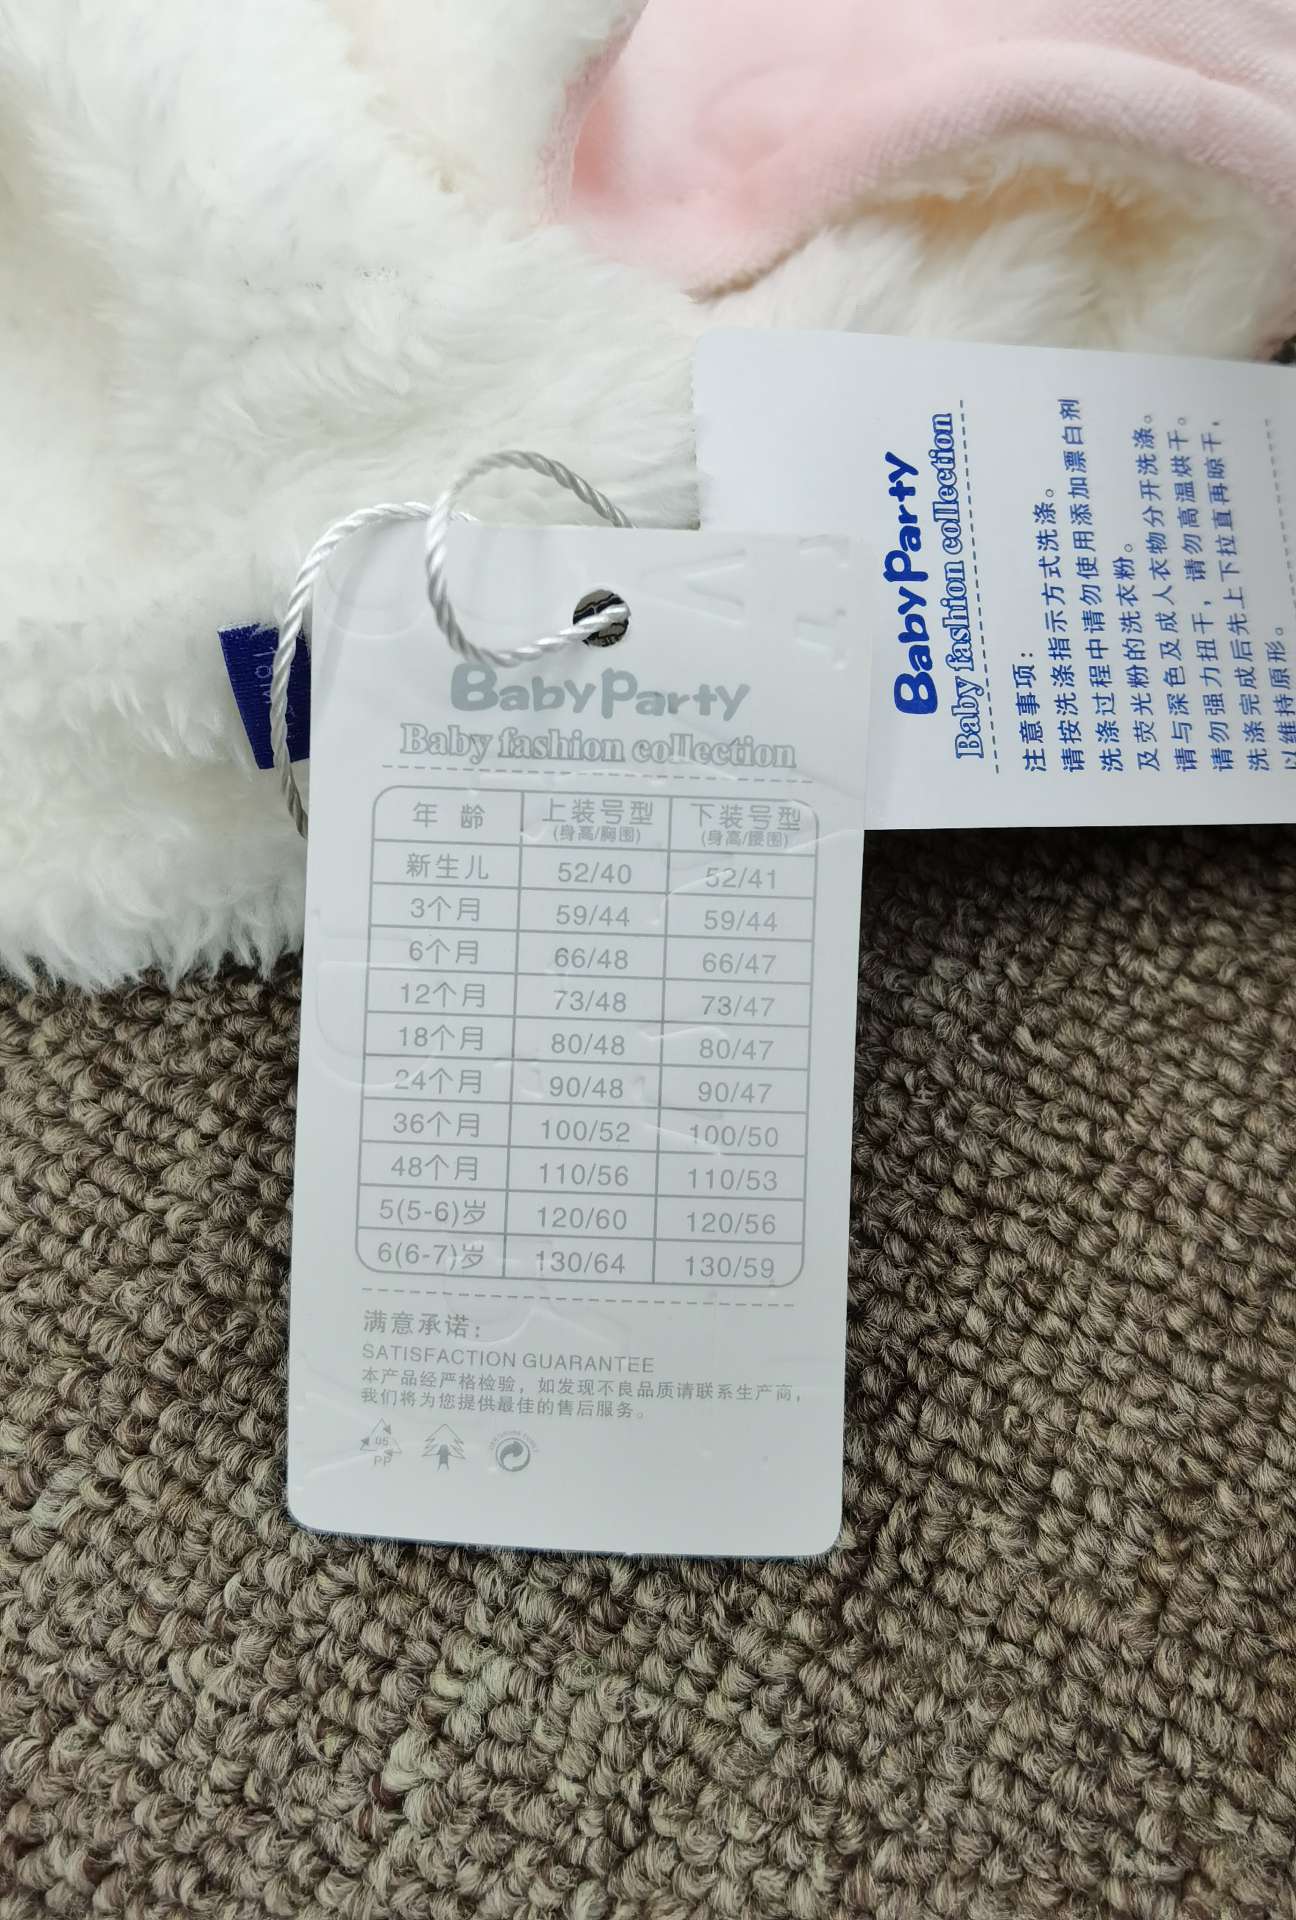 BabyParty
Baby fashion collection
年 龄 上装号型 下装号型
(身高/胸围) (身高/腰围)
新生儿 52/40 52/41
3个月 59/44 59/44
6个月 66/48 66/47
12个月 73/48 73/47
18个月 80/48 80/47
24个月 90/48 90/47
36个月 100/52 100/50
48个月 110/56 110/53
5(5-6)岁 120/60 120/56
6(6-7)岁 130/64 130/59
满意承诺：
SATISFACTION GUARANTEE
本产品经严格检验，如发现不良品质请联系生产商，
我们将为您提供最佳的售后服务。
05
PP
BabyParty
Baby fashion collection
注意事项：
请按洗涤指示方式洗涤。
洗涤过程中请勿使用添加漂白剂
及荧光粉的洗衣粉。
请与深色及成人衣物分开洗涤。
请勿强力扭干，请勿高温烘干。
洗涤完成后先上下拉直再晾干，
以维持原形。